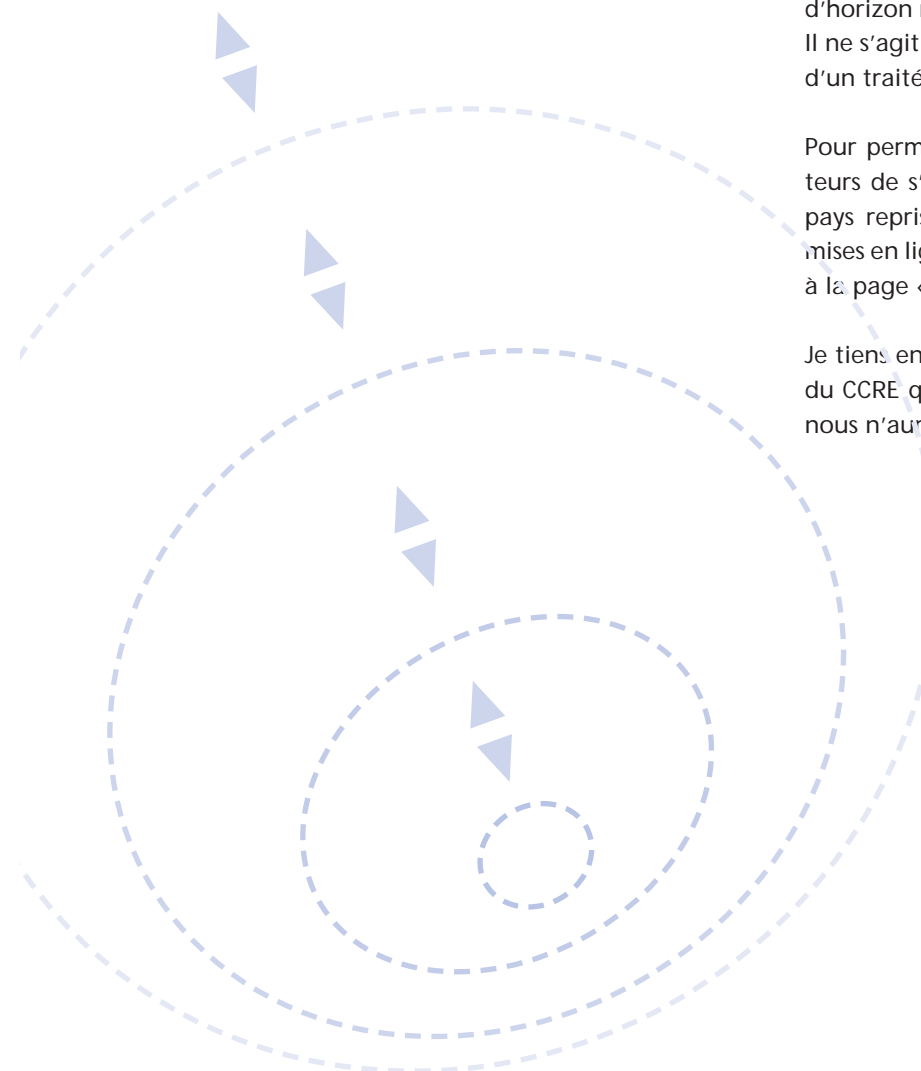 d'horizon
Il ne s'agit
d'un traité
Pour perm
teurs de s'
pays repris
mises en lig
à la page «
Je tiens en
du CCRE q
nous n'aur